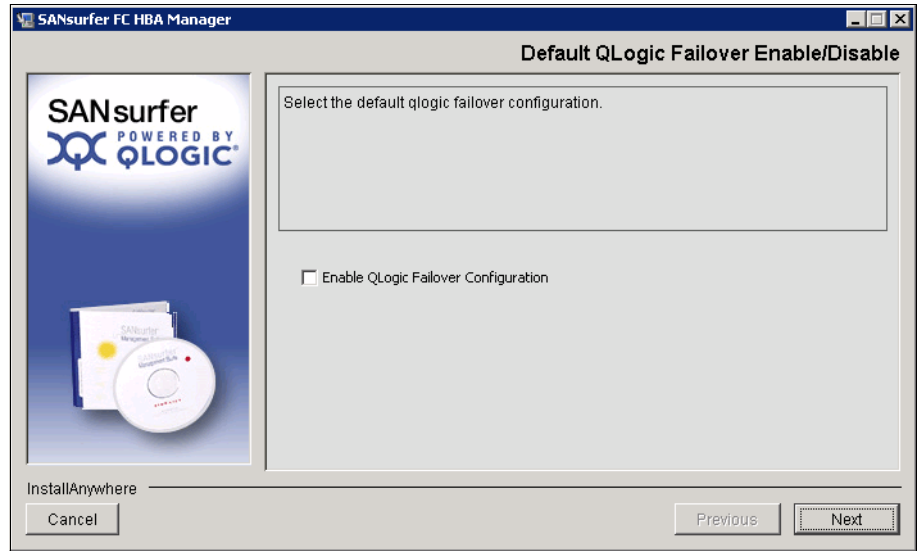 SANsurfer FC HBA Manager
Default QLogic Failover Enable/Disable
SANsurfer
POWERED BY
QLOGIC
Select the default qlogic failover configuration.
Enable QLogic Failover Configuration
SANsurfer
InstallAnywhere
Cancel
Previous
Next